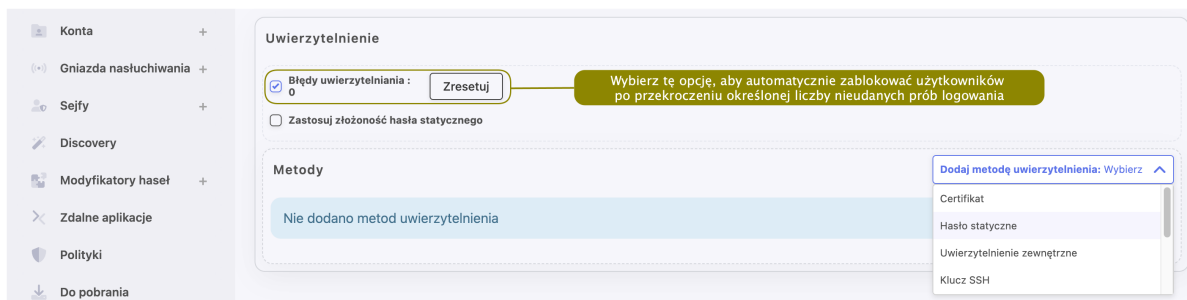 Konta
Gniazda nasłuchiwania
Sejfy
Discovery
Modyfikatory haseł
Zdalne aplikacje
Polityki
Do pobrania
Uwierzytelnienie
Błędy uwierzytelniania :
0
Zresetuj
Wybierz tę opcję, aby automatycznie zablokować użytkowników
po przekroczeniu określonej liczby nieudanych prób logowania
Zastosuj złożoność hasła statycznego
Metody
Dodaj metodę uwierzytelnienia: Wybierz
Nie dodano metod uwierzytelnienia
Certifikat
Hasło statyczne
Uwierzytelnienie zewnętrzne
Klucz SSH